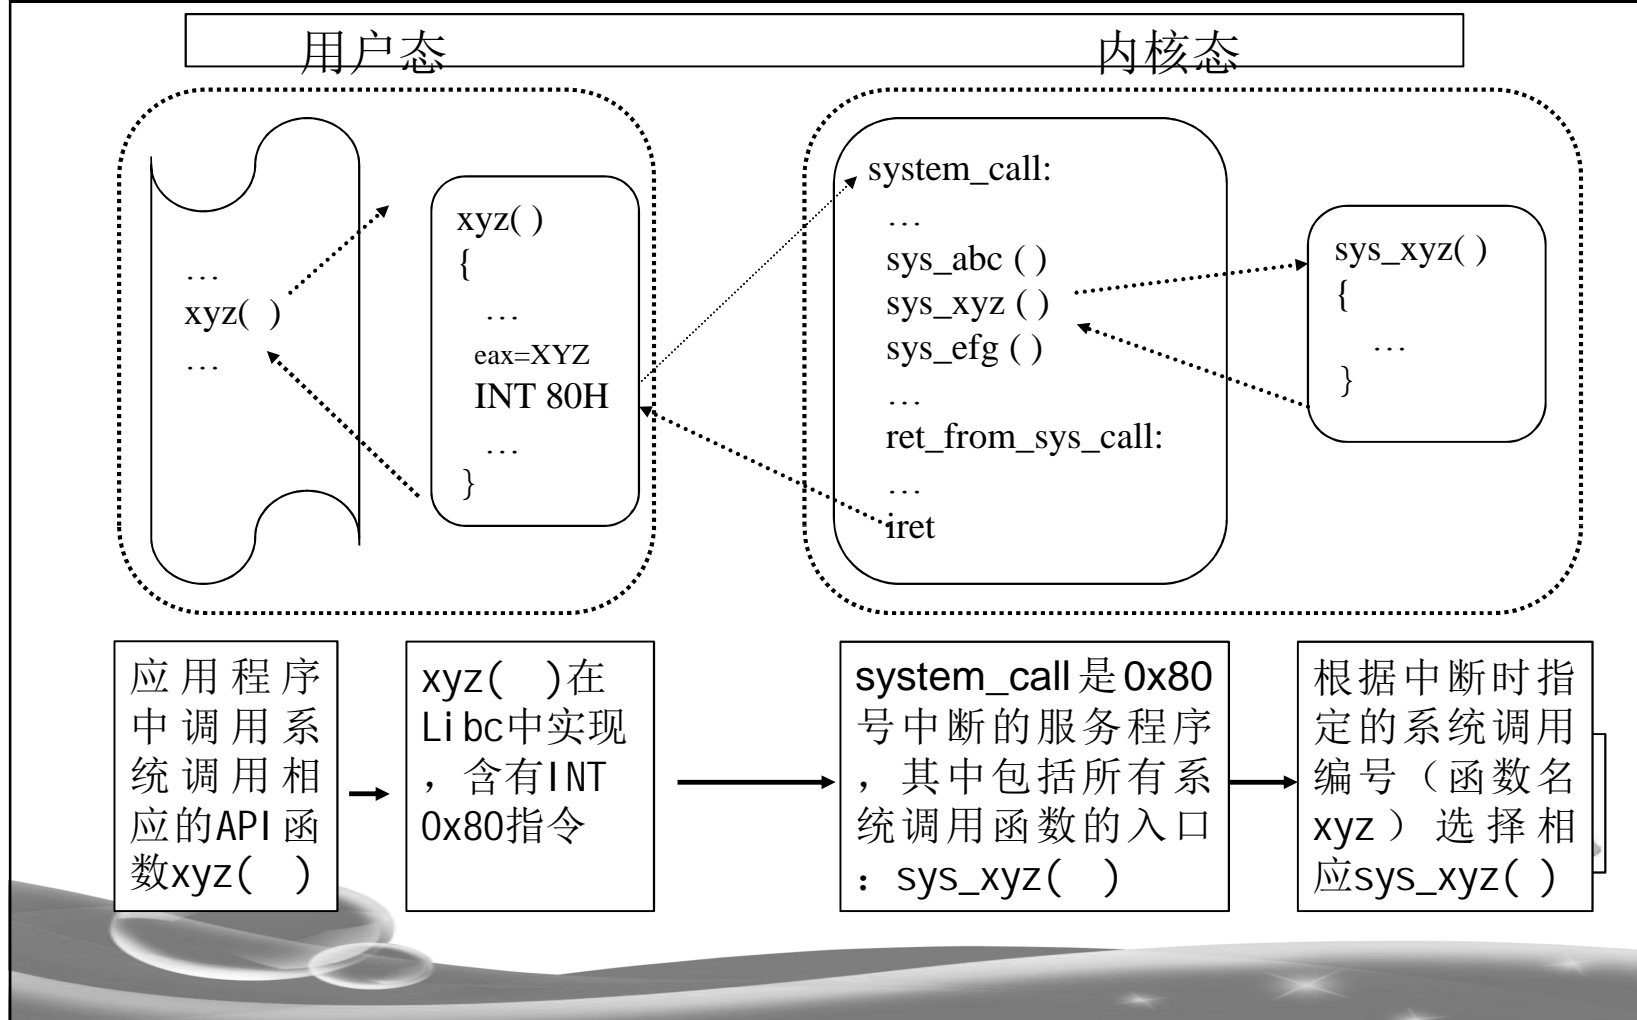 用户态
内核态
…
xyz( )
…
xyz( )
{
…
eax=XYZ
INT 80H
…
}
system_call:
…
sys_abc ( )
sys_xyz ( )
sys_efg ( )
…
ret_from_sys_call:
…
iret
sys_xyz( )
{
…
}
应用程序
中调用系
统调用相
应的API函
数xyz( )
xyz( )在
Libc中实现
，含有INT
0x80指令
system_call是0x80
号中断的服务程序
，其中包括所有系
统调用函数的入口
：sys_xyz( )
根据中断时指
定的系统调用
编号（函数名
xyz）选择相
应sys_xyz( )